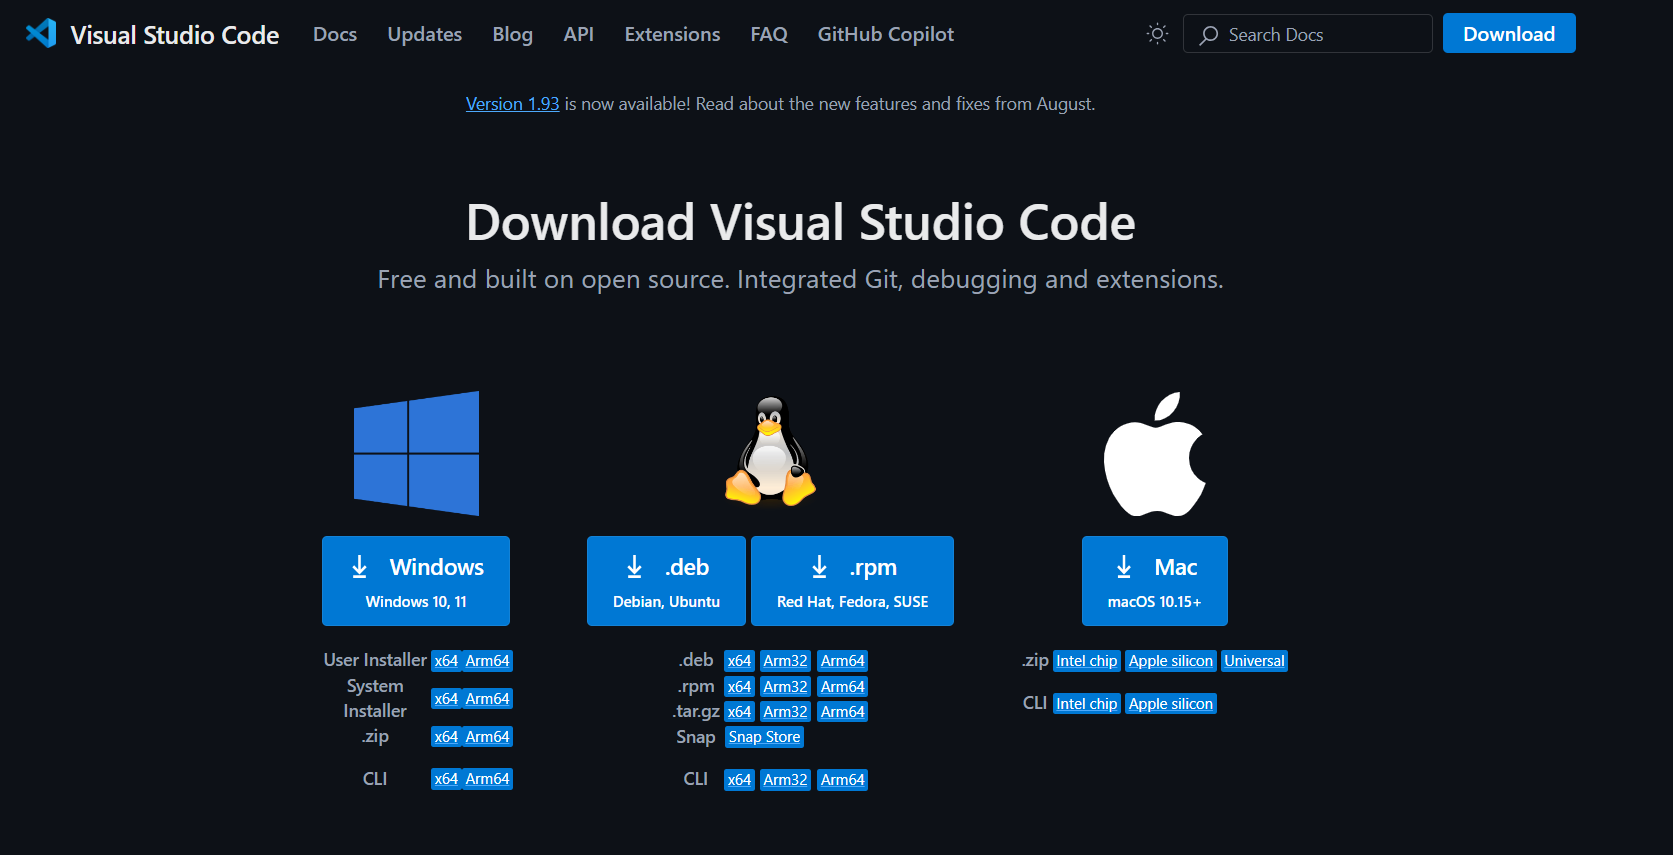 Visual Studio Code Docs Updates Blog API Extensions FAQ GitHub Copilot Search Docs Download
Version 1.93 is now available! Read about the new features and fixes from August.
Download Visual Studio Code
Free and built on open source. Integrated Git, debugging and extensions.
Windows
Windows 10, 11
User Installer x64 Arm64
System
Installer x64 Arm64
.zip x64 Arm64
CLI x64 Arm64
.deb
Debian, Ubuntu
.rpm
Red Hat, Fedora, SUSE
.deb x64 Arm32 Arm64
.rpm x64 Arm32 Arm64
.tar.gz x64 Arm32 Arm64
Snap Snap Store
CLI x64 Arm32 Arm64
Mac
macOS 10.15+
.zip Intel chip Apple silicon Universal
CLI Intel chip Apple silicon